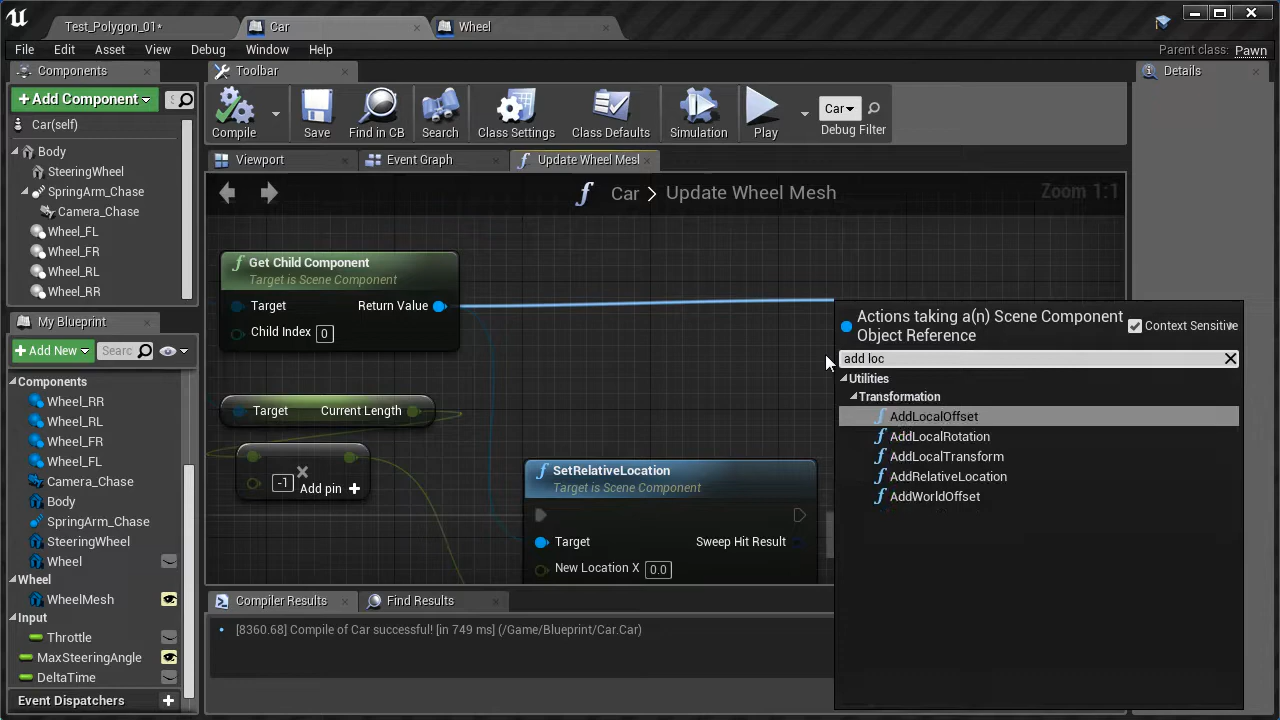 Test_Polygon_01*
Car
Wheel
File
Edit
Asset
View
Debug
Window
Help
Parent class:
Pawn
Components
Toolbar
Details
+ Add Component
Car(self)
Body
SteeringWheel
SpringArm_Chase
Camera_Chase
Wheel_FL
Wheel_FR
Wheel_RL
Wheel_RR
Compile
Save
Find in CB
Search
Class Settings
Class Defaults
Simulation
Play
Car
Debug Filter
Viewport
Event Graph
Update Wheel Mesl
Car > Update Wheel Mesh
Zoom 1:1
Get Child Component
Target is Scene Component
Target
Return Value
Child Index 0
Target
Current Length
-1
Add pin +
SetRelativeLocation
Target is Scene Component
Target
Sweep Hit Result
New Location X 0.0
Actions taking a(n) Scene Component
Object Reference
Context Sensitive
add loc
Utilities
Transformation
AddLocalOffset
AddLocalRotation
AddLocalTransform
AddRelativeLocation
AddWorldOffset
My Blueprint
+ Add New
Searc
Components
Wheel_RR
Wheel_RL
Wheel_FR
Wheel_FL
Camera_Chase
Body
SpringArm_Chase
SteeringWheel
Wheel
Wheel
WheelMesh
Input
Throttle
MaxSteeringAngle
DeltaTime
Event Dispatchers
Compiler Results
Find Results
[8360.68] Compile of Car successful! [in 749 ms] (/Game/Blueprint/Car.Car)